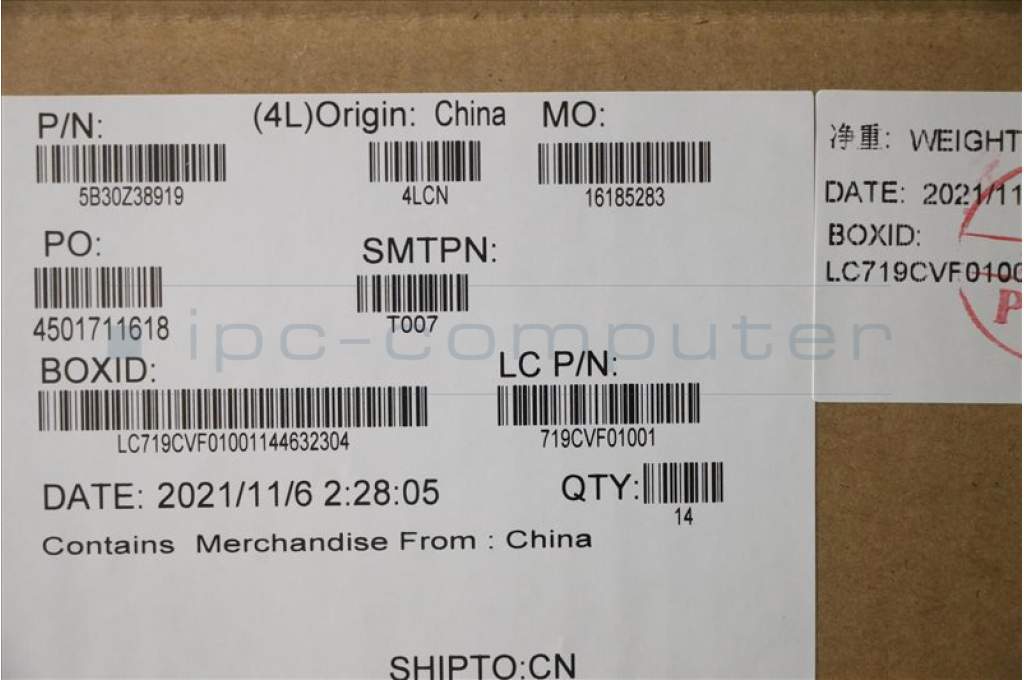 P/N: (4L)Origin: China MO:
5B30Z38919 4LCN 16185283
PO: SMTPN:
4501711618 T007
BOXID: LC P/N:
LC719CVF01001144632304 719CVF01001
DATE: 2021/11/6 2:28:05 QTY:
14
Contains Merchandise From : China
SHIPTO:CN
净重: WEIGHT
DATE: 2021/11
BOXID:
LC719CVF0100
P
ipc-computer